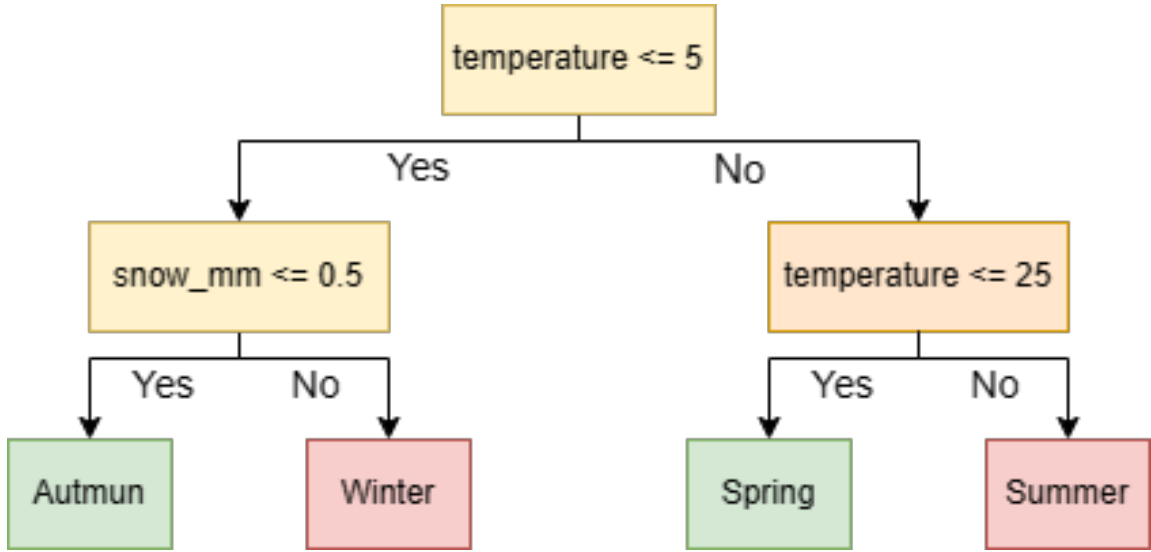 temperature <= 5
Yes
No
snow_mm <= 0.5
temperature <= 25
Yes
No
Yes
No
Autmun
Winter
Spring
Summer